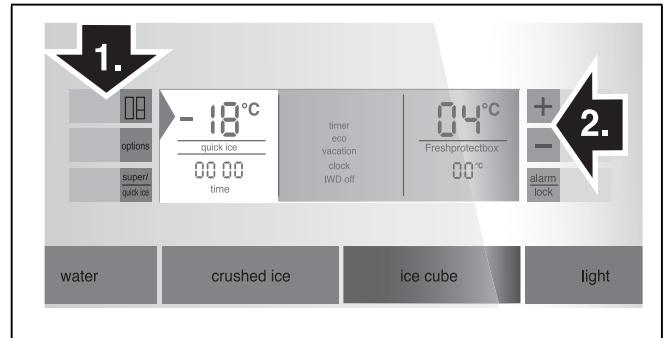 1.
2.
- 18°C
quick ice
00 00
time
options
super/
quick ice
timer
eco
vacation
clock
IWD off
04°C
Freshprotectbox
00°C
+
-
alarm
lock
water
crushed ice
ice cube
light